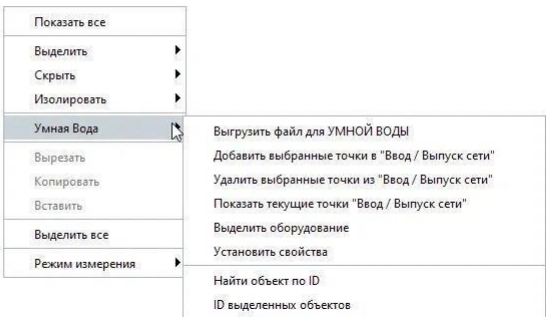 Показать все
Выделить
Скрыть
Изолировать
Умная Вода
Вырезать
Копировать
Вставить
Выделить все
Режим измерения
Выгрузить файл для УМНОЙ ВОДЫ
Добавить выбранные точки в "Ввод / Выпуск сети"
Удалить выбранные точки из "Ввод / Выпуск сети"
Показать текущие точки "Ввод / Выпуск сети"
Выделить оборудование
Установить свойства
Найти объект по ID
ID выделенных объектов